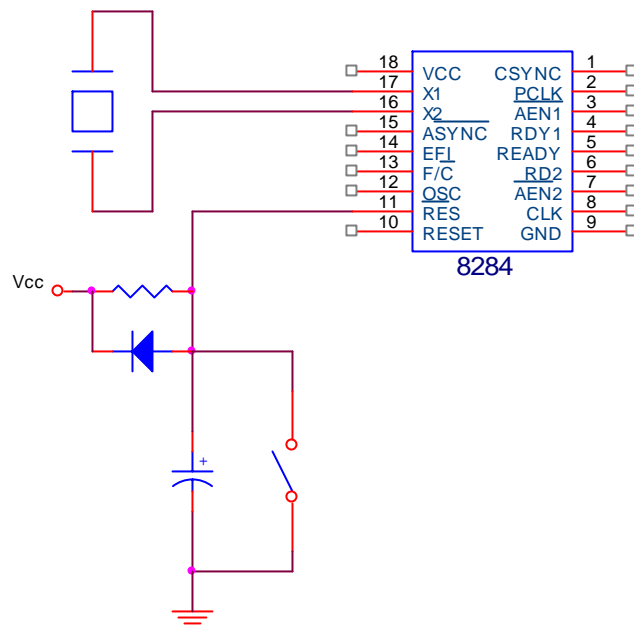 18 VCC CSYNC 1
17 X1 PCLK 2
16 X2 AEN1 3
15 ASYNC RDY1 4
14 EFI READY 5
13 F/C RD2 6
12 OSC AEN2 7
11 RES CLK 8
10 RESET GND 9
8284
Vcc
+